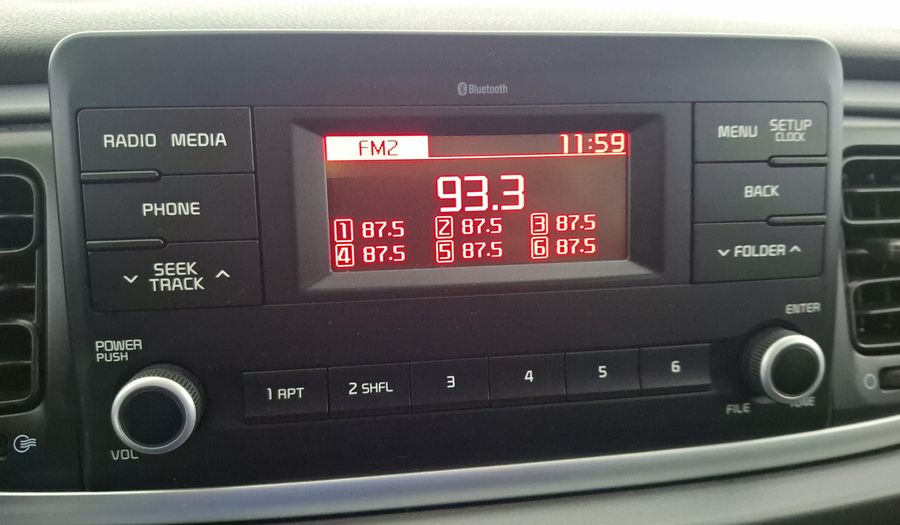 Bluetooth
RADIO MEDIA
PHONE
SEEK
TRACK
FM2 11:59
93.3
1 87.5 2 87.5 3 87.5
4 87.5 5 87.5 6 87.5
MENU SETUP
CLOCK
BACK
FOLDER
POWER
PUSH
VOL
1 RPT 2 SHFL 3 4 5 6
ENTER
FILE TUNE